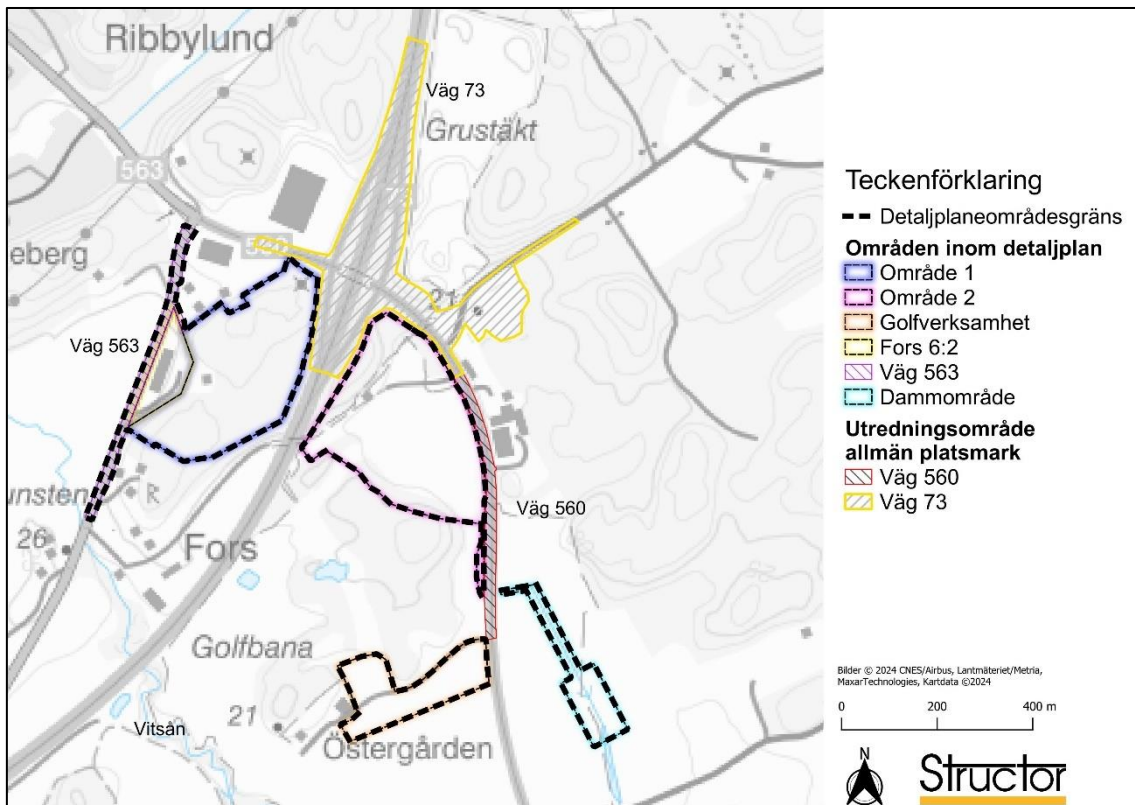 Ribbylund
Väg 73
Grustäkt
563
eberg
21
Väg 563
unsten
R
26
Fors
Väg 560
Golfbana
21
Vitsån
Östergården
Teckenförklaring
Detaljplaneområdesgräns
Områden inom detaljplan
Område 1
Område 2
Golfverksamhet
Fors 6:2
Väg 563
Dammområde
Utredningsområde
allmän platsmark
Väg 560
Väg 73
Bilder © 2024 CNES/Airbus, Lantmäteriet/Metria,
MaxarTechnologies, Kartdata ©2024
0 200 400 m
N
Structor